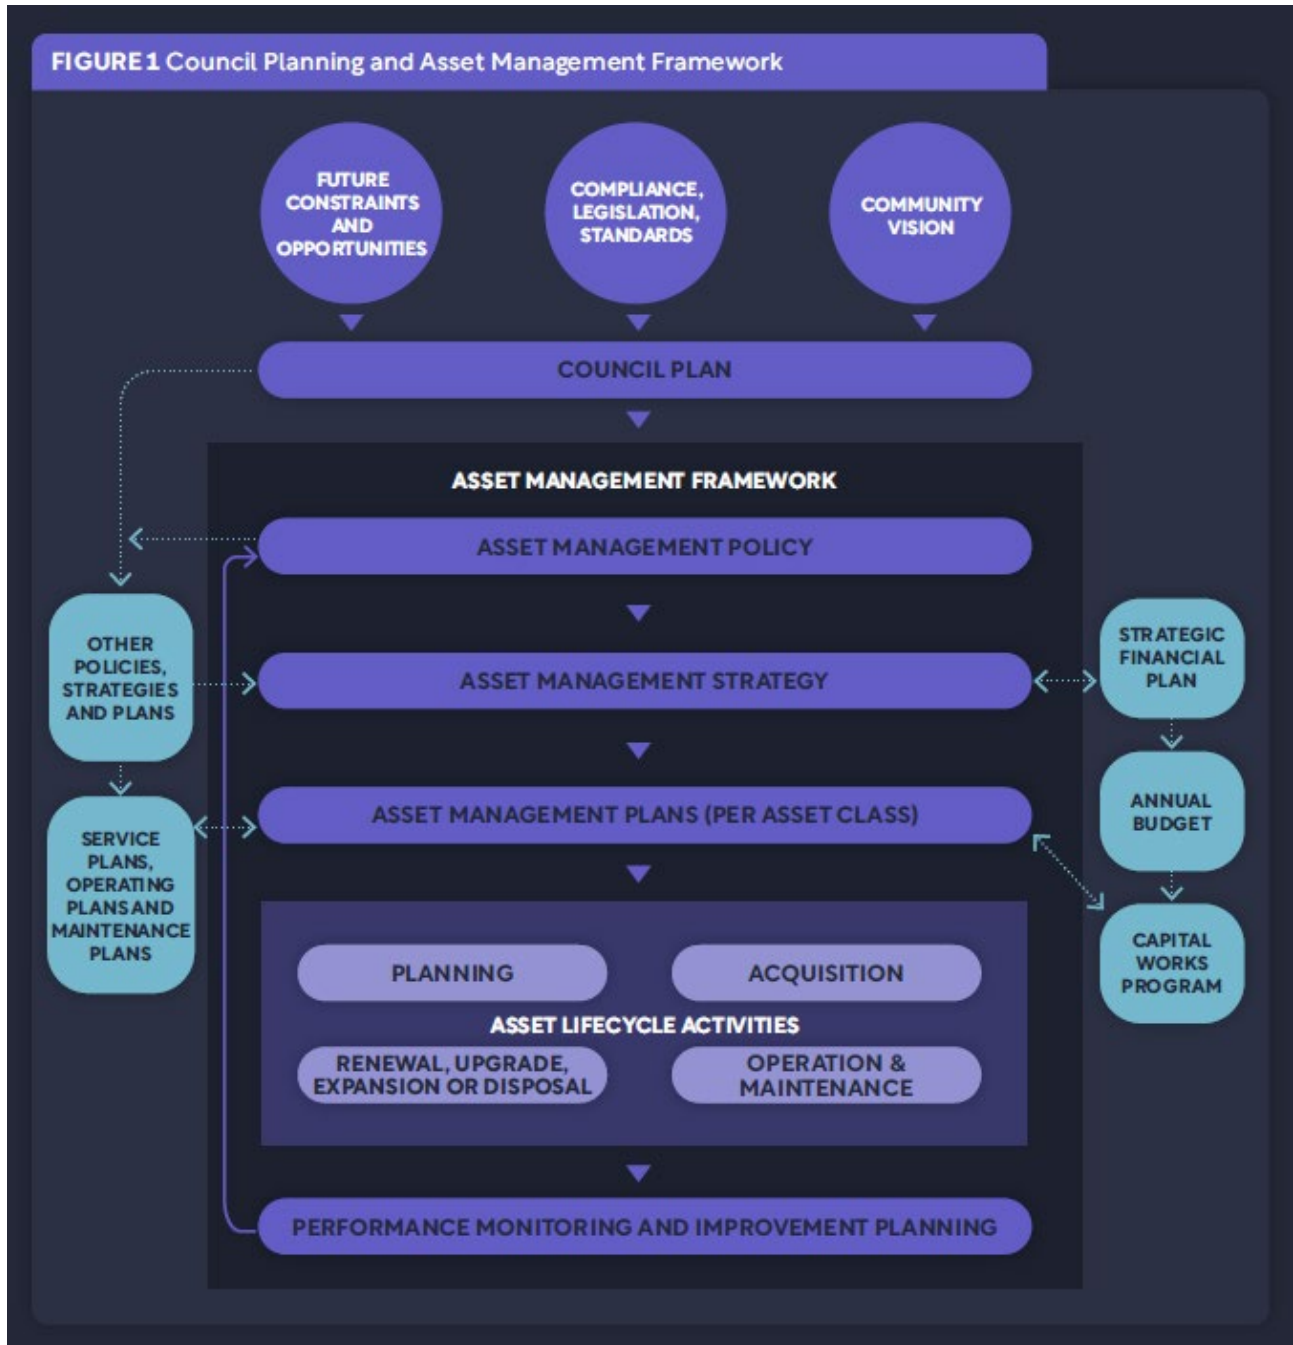 FIGURE 1 Council Planning and Asset Management Framework
FUTURE
CONSTRAINTS
AND
OPPORTUNITIES
COMPLIANCE,
LEGISLATION,
STANDARDS
COMMUNITY
VISION
COUNCIL PLAN
ASSET MANAGEMENT FRAMEWORK
ASSET MANAGEMENT POLICY
OTHER
POLICIES,
STRATEGIES
AND PLANS
ASSET MANAGEMENT STRATEGY
STRATEGIC
FINANCIAL
PLAN
SERVICE
PLANS,
OPERATING
PLANS AND
MAINTENANCE
PLANS
ASSET MANAGEMENT PLANS (PER ASSET CLASS)
ANNUAL
BUDGET
CAPITAL
WORKS
PROGRAM
PLANNING
ACQUISITION
ASSET LIFECYCLE ACTIVITIES
RENEWAL, UPGRADE,
EXPANSION OR DISPOSAL
OPERATION &
MAINTENANCE
PERFORMANCE MONITORING AND IMPROVEMENT PLANNING